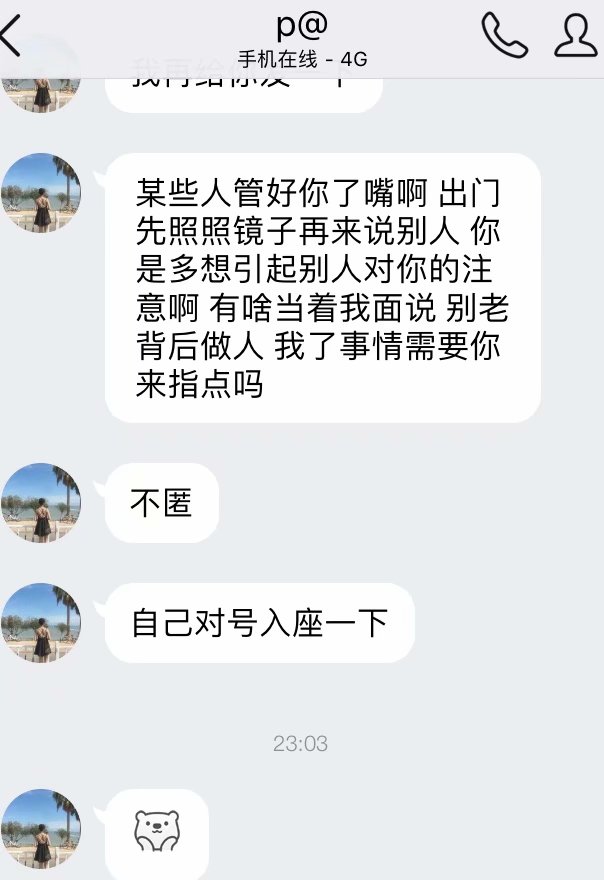 p@
手机在线 - 4G
我再给你发一下
某些人管好你了嘴啊 出门
先照照镜子再来说别人 你
是多想引起别人对你的注
意啊 有啥当着我面说 别老
背后做人 我了事情需要你
来指点吗
不匿
自己对号入座一下
23:03